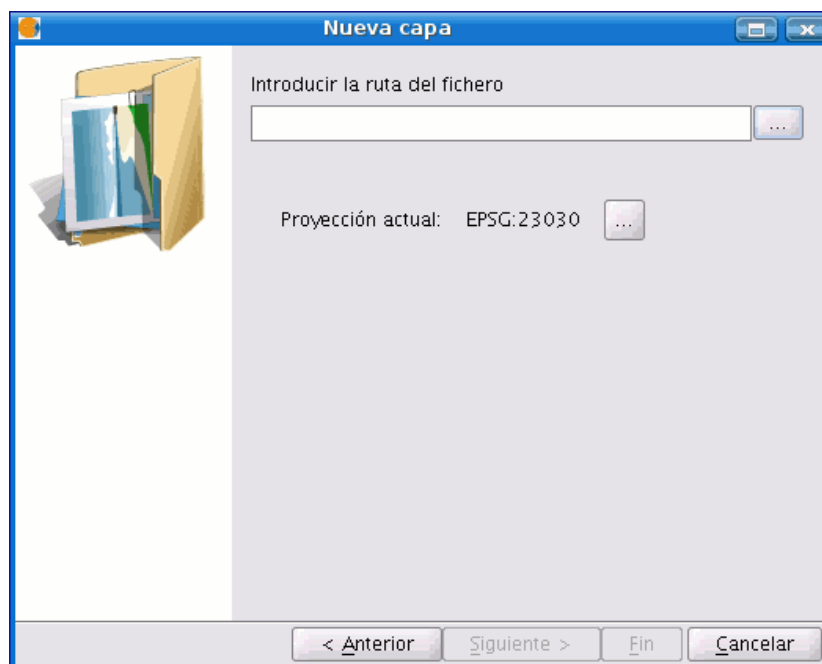 Nueva capa
Introducir la ruta del fichero
...
Proyección actual: EPSG:23030 ...
< Anterior Siguiente > Fin Cancelar